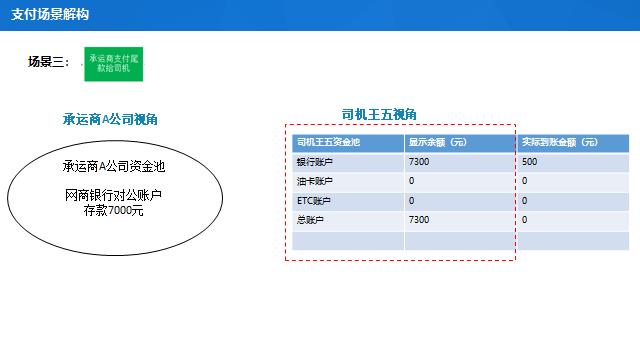 支付场景解构
场景三：
承运商支付尾
款给司机
承运商A公司视角
司机王五视角
承运商A公司资金池
网商银行对公账户
存款7000元
司机王五资金池 显示余额（元） 实际到账金额（元）
银行账户 7300 500
油卡账户 0 0
ETC账户 0 0
总账户 7300 0